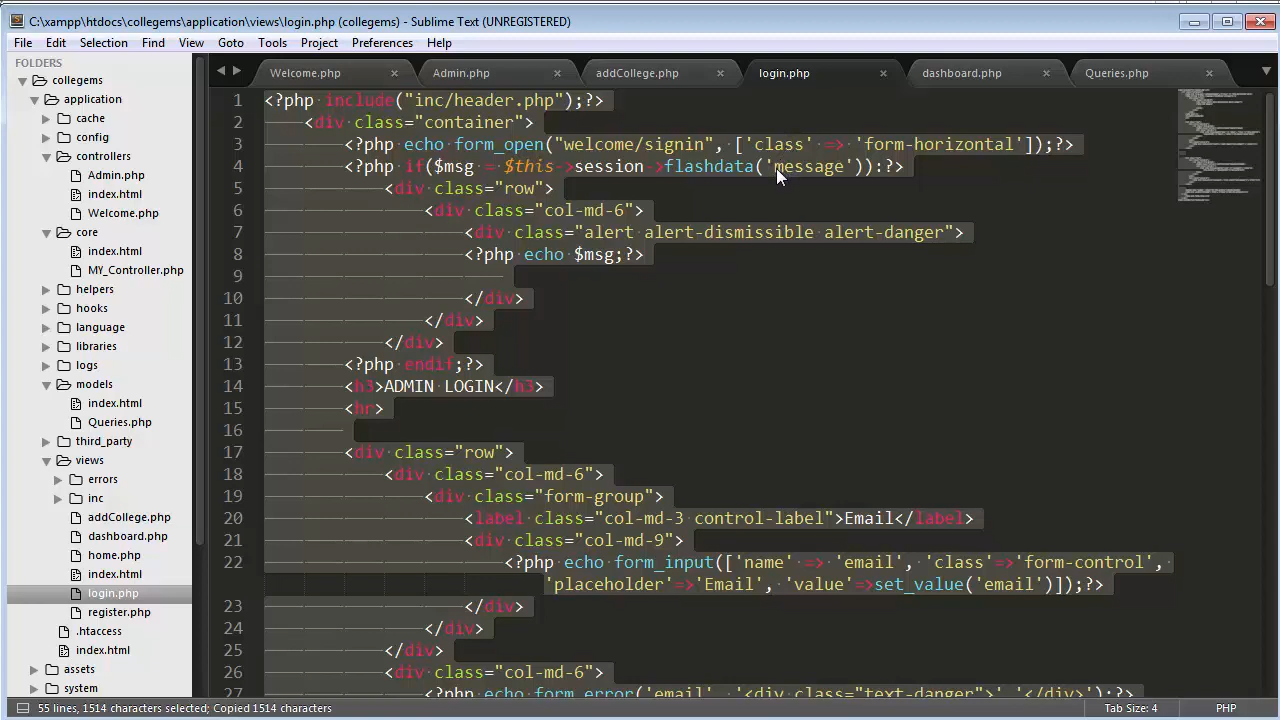 C:\xampp\htdocs\collegems\application\views\login.php (collegems) - Sublime Text (UNREGISTERED)
File Edit Selection Find View Goto Tools Project Preferences Help
FOLDERS
collegems
application
cache
config
controllers
Admin.php
index.html
Welcome.php
core
index.html
MY_Controller.php
helpers
hooks
language
libraries
logs
models
index.html
Queries.php
third_party
views
errors
inc
addCollege.php
dashboard.php
home.php
index.html
login.php
register.php
.htaccess
index.html
assets
system
Welcome.php Admin.php addCollege.php login.php dashboard.php Queries.php
1 <?php include("inc/header.php");?>
2 <div class="container">
3 <?php echo form_open("welcome/signin", ['class' => 'form-horizontal']);?>
4 <?php if($msg = $this->session->flashdata('message')):?>
5 <div class="row">
6 <div class="col-md-6">
7 <div class="alert alert-dismissible alert-danger">
8 <?php echo $msg;?>
9
10 </div>
11 </div>
12 </div>
13 <?php endif;?>
14 <h3>ADMIN LOGIN</h3>
15 <hr>
16
17 <div class="row">
18 <div class="col-md-6">
19 <div class="form-group">
20 <label class="col-md-3 control-label">Email</label>
21 <div class="col-md-9">
22 <?php echo form_input(['name' => 'email', 'class'=>'form-control',
'placeholder'=>'Email', 'value'=>set_value('email')]);?>
23 </div>
24 </div>
25 </div>
26 <div class="col-md-6">
27 <?php echo form_error('email', '<div class="text-danger">', '</div>');?>
55 lines, 1514 characters selected; Copied 1514 characters
Tab Size: 4 PHP